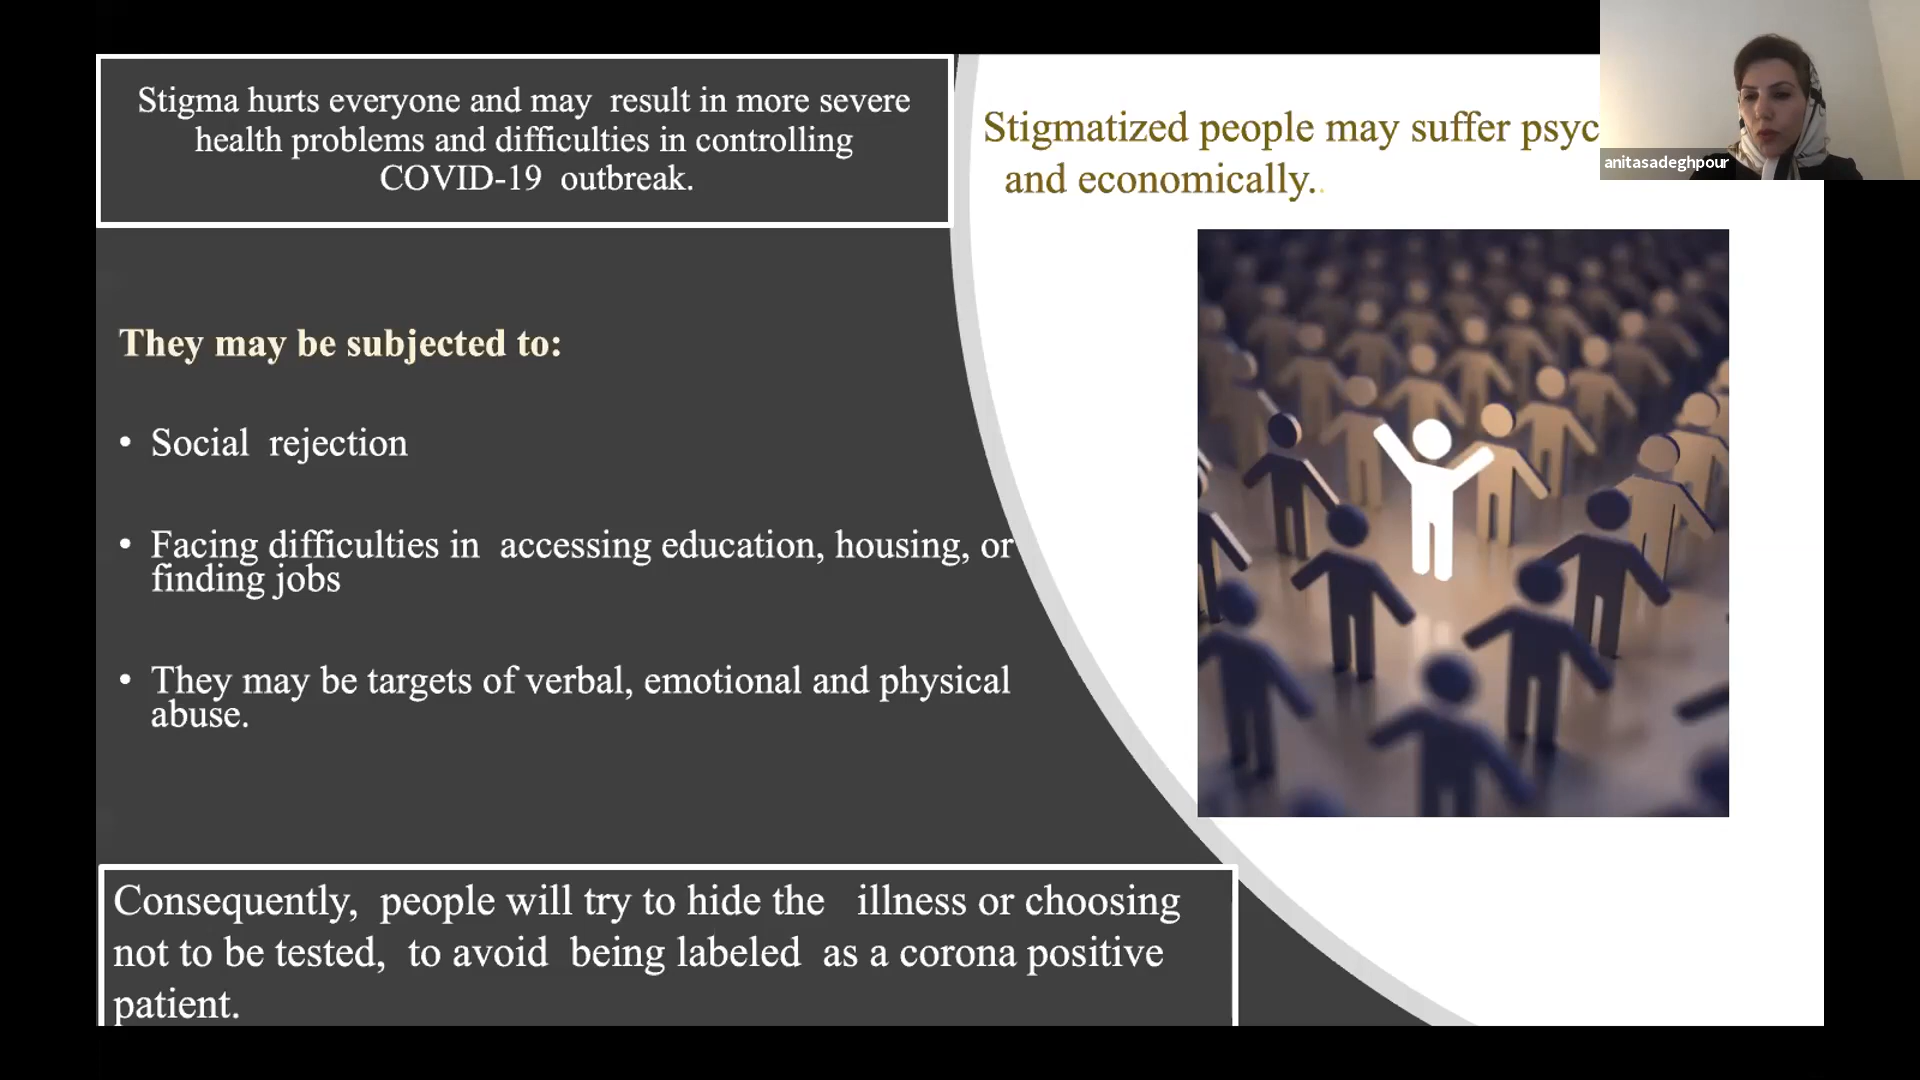 Stigma hurts everyone and may result in more severe
health problems and difficulties in controlling
COVID-19 outbreak.
Stigmatized people may suffer
and economically..
anitasadeghpour
They may be subjected to:
• Social rejection
• Facing difficulties in accessing education, housing, or
finding jobs
• They may be targets of verbal, emotional and physical
abuse.
Consequently, people will try to hide the illness or choosing
not to be tested, to avoid being labeled as a corona positive
patient.